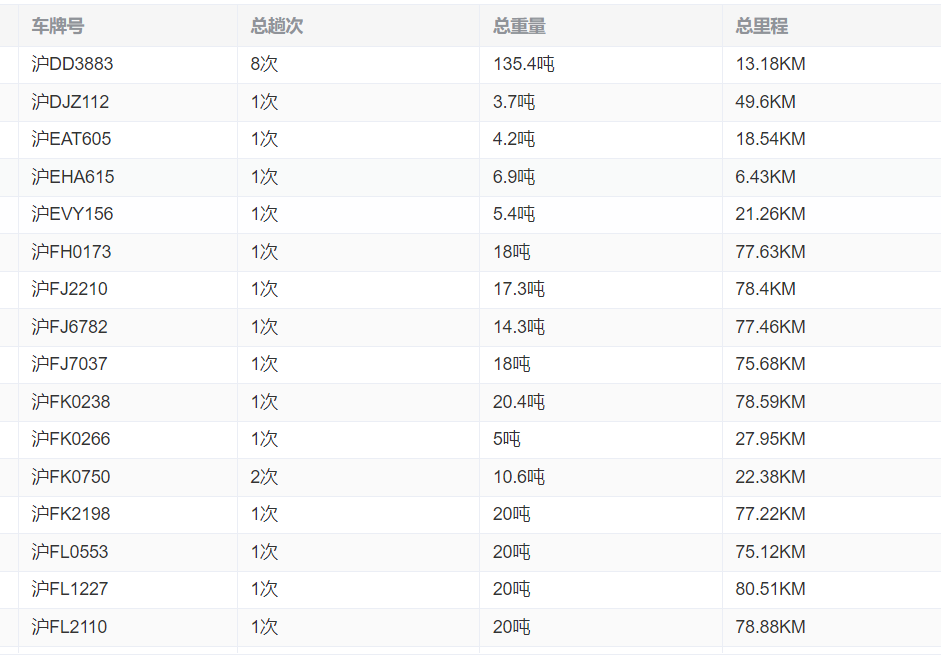 车牌号 总趟次 总重量 总里程
沪DD3883 8次 135.4吨 13.18KM
沪DJZ112 1次 3.7吨 49.6KM
沪EAT605 1次 4.2吨 18.54KM
沪EHA615 1次 6.9吨 6.43KM
沪EVY156 1次 5.4吨 21.26KM
沪FH0173 1次 18吨 77.63KM
沪FJ2210 1次 17.3吨 78.4KM
沪FJ6782 1次 14.3吨 77.46KM
沪FJ7037 1次 18吨 75.68KM
沪FK0238 1次 20.4吨 78.59KM
沪FK0266 1次 5吨 27.95KM
沪FK0750 2次 10.6吨 22.38KM
沪FK2198 1次 20吨 77.22KM
沪FL0553 1次 20吨 75.12KM
沪FL1227 1次 20吨 80.51KM
沪FL2110 1次 20吨 78.88KM